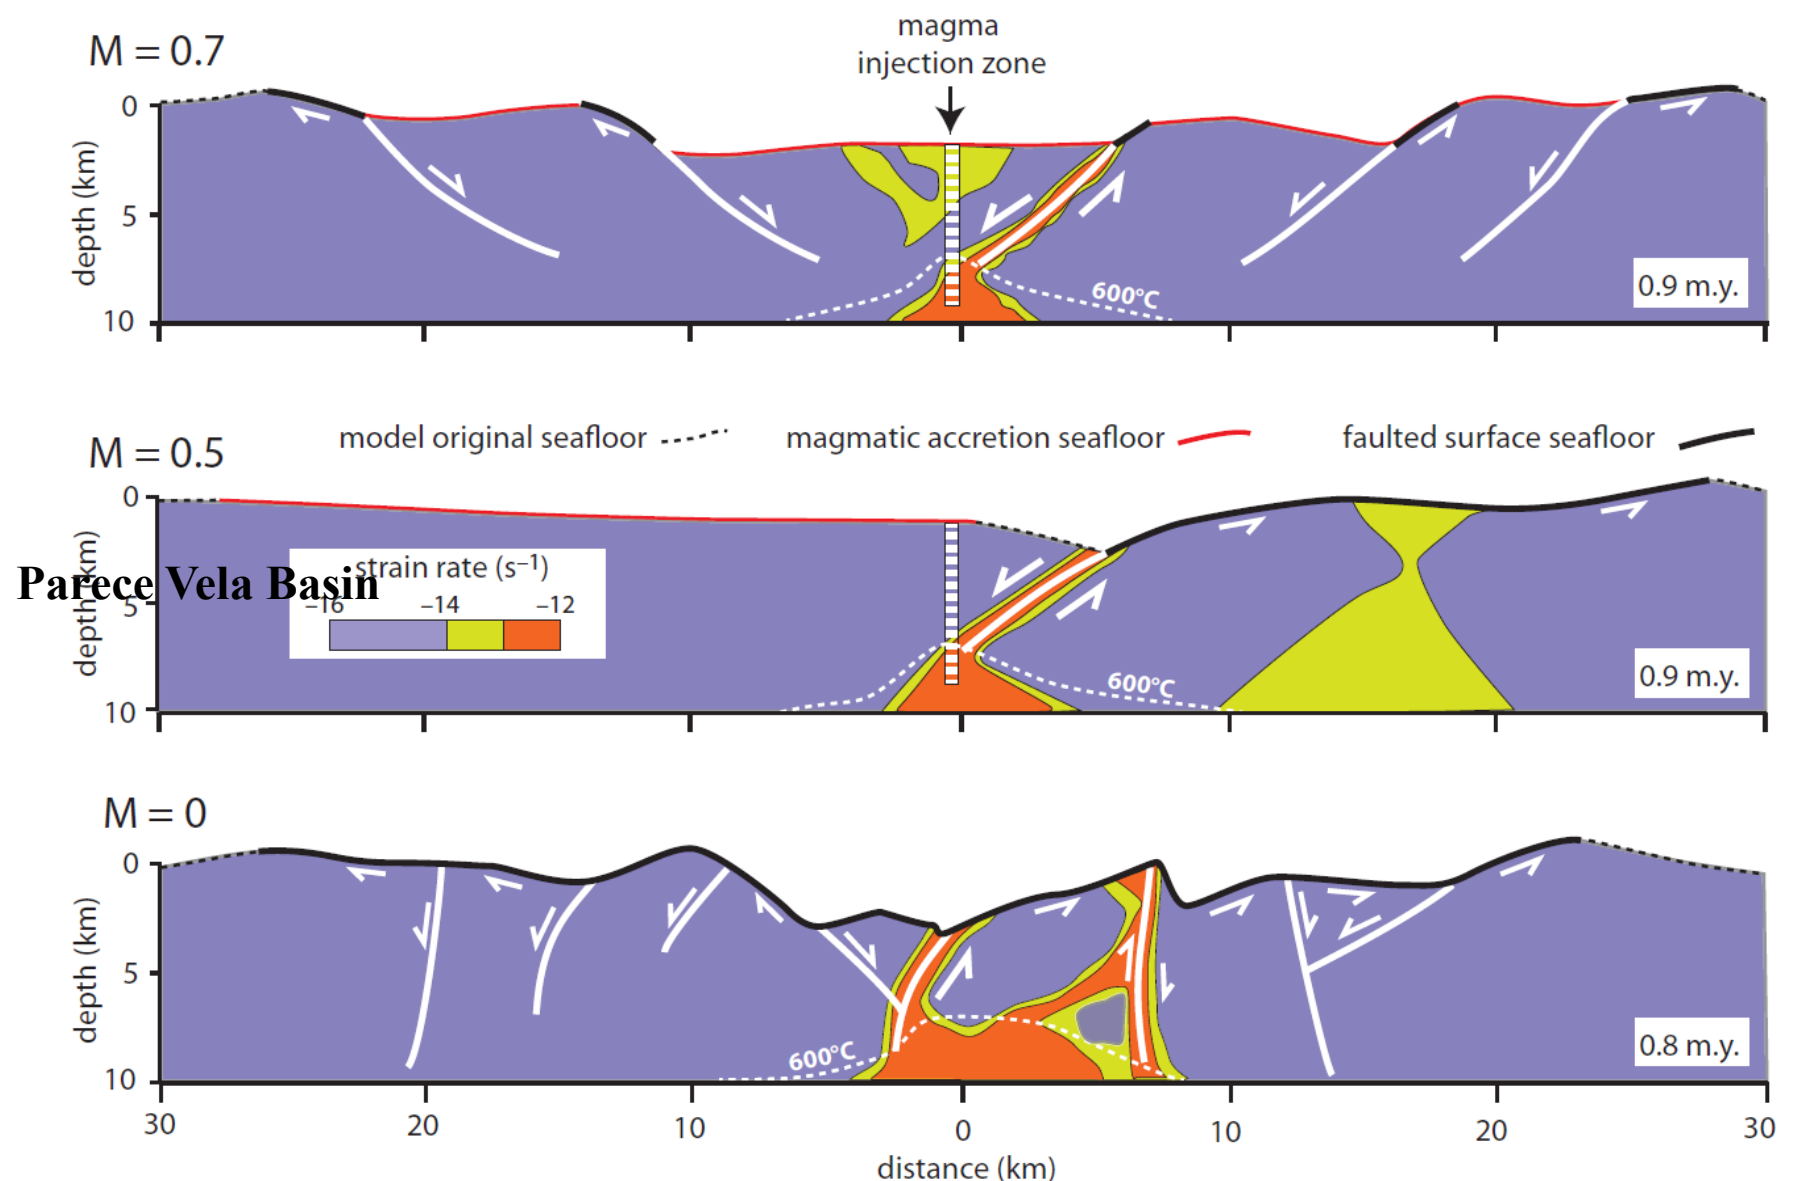 magma
injection zone
M = 0.7
0
5
10
depth (km)
600°C
0.9 m.y.
model original seafloor
magmatic accretion seafloor
faulted surface seafloor
M = 0.5
0
5
10
depth (km)
Parece Vela Basin
strain rate (s⁻¹)
–16 –14 –12
600°C
0.9 m.y.
M = 0
0
5
10
depth (km)
600°C
0.8 m.y.
30 20 10 0 10 20 30
distance (km)